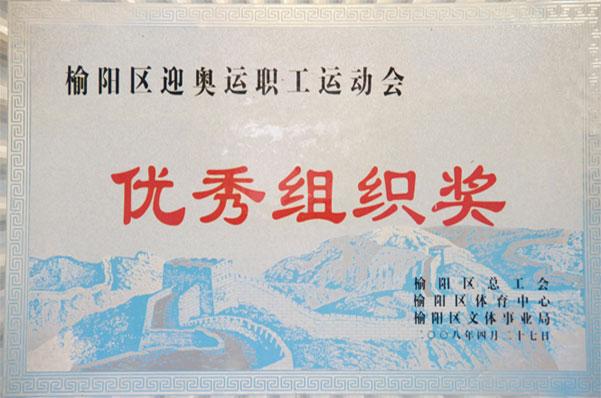 榆阳区迎奥运职工运动会
优秀组织奖
榆阳区总工会
榆阳区体育中心
榆阳区文体事业局
二〇〇八年四月二十七日